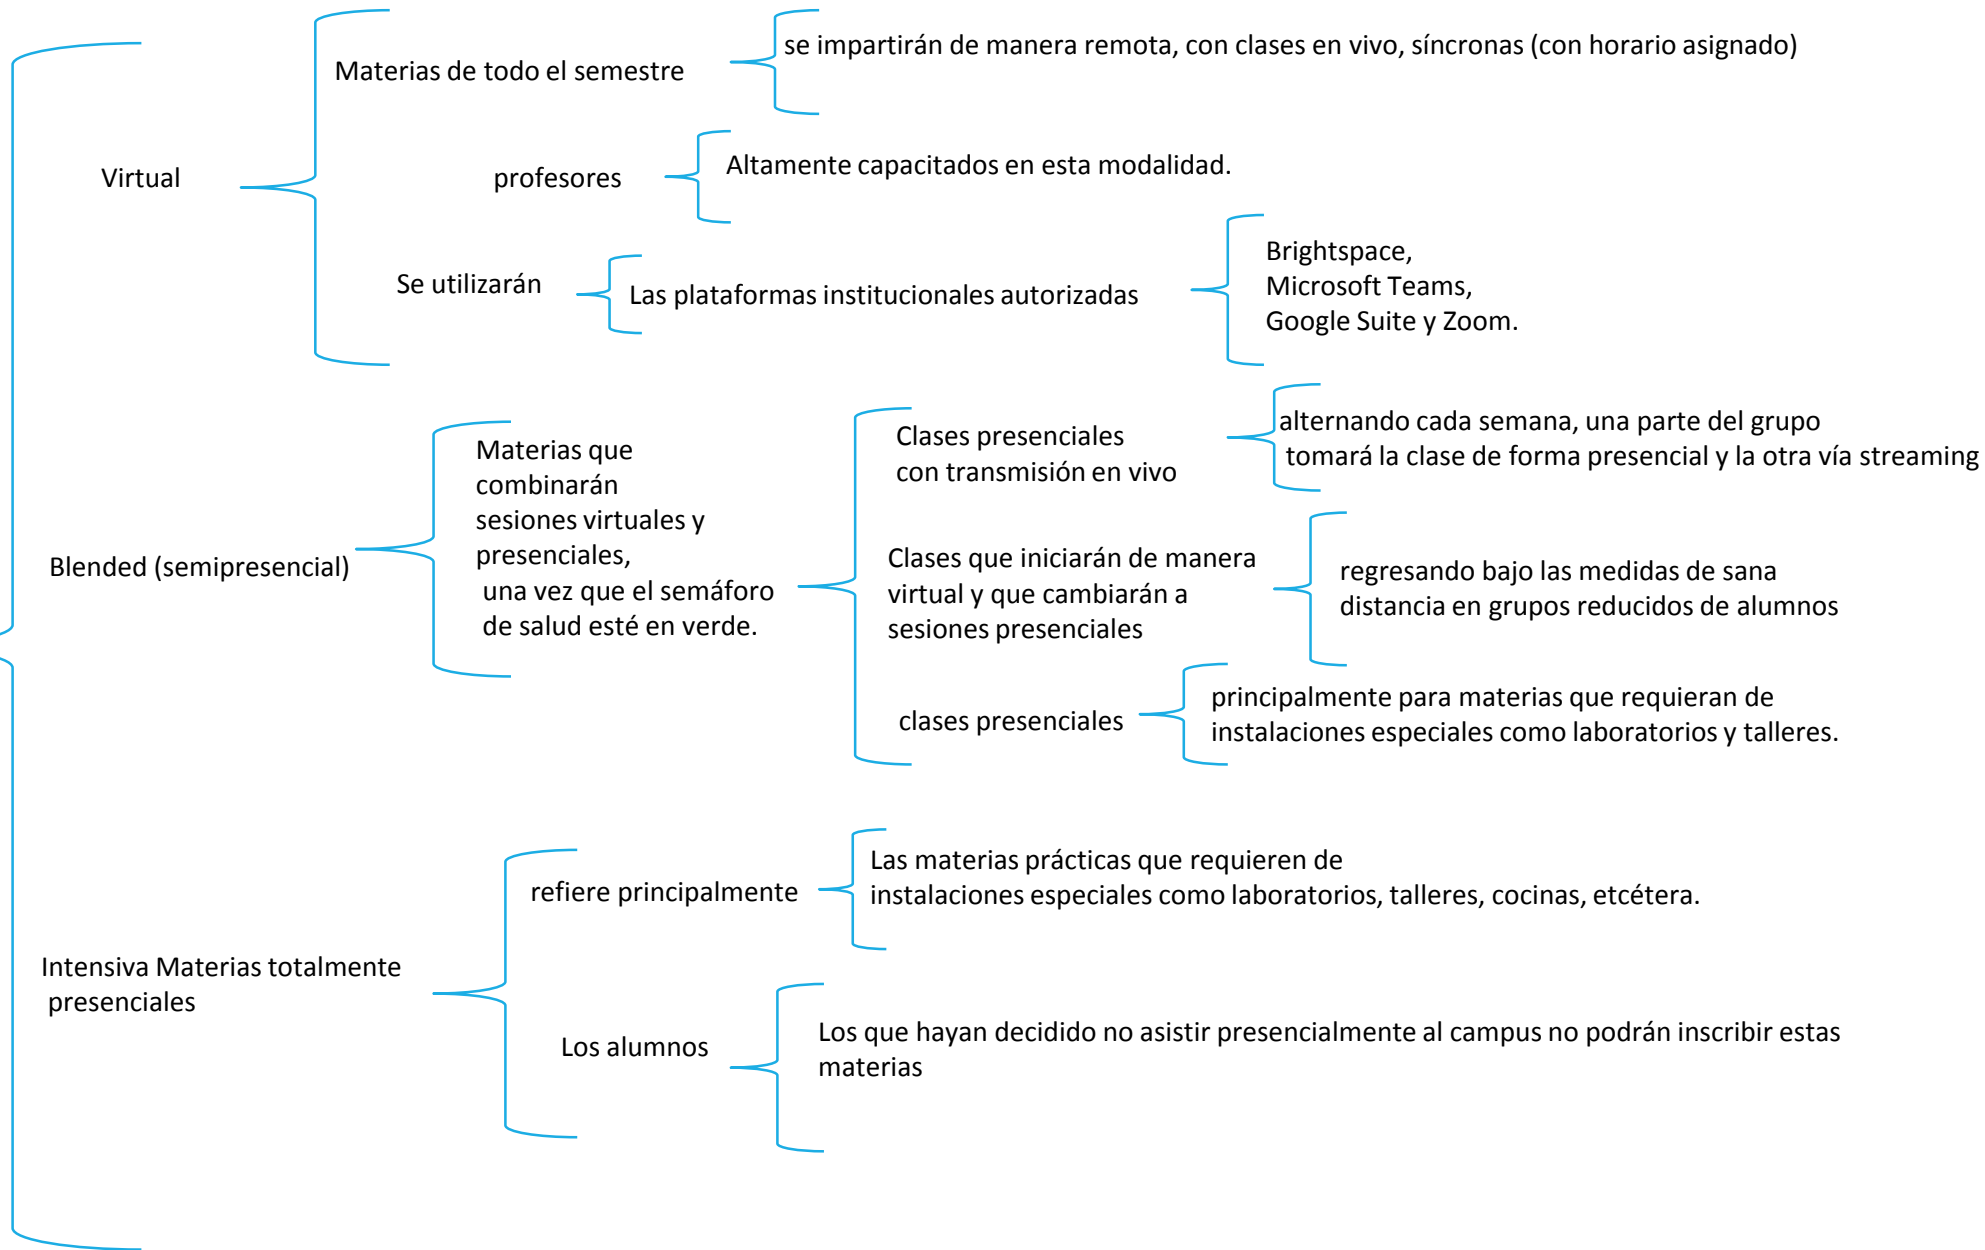 Virtual
Materias de todo el semestre
se impartirán de manera remota, con clases en vivo, síncronas (con horario asignado)
profesores
Altamente capacitados en esta modalidad.
Se utilizarán
Las plataformas institucionales autorizadas
Brightspace,
Microsoft Teams,
Google Suite y Zoom.
Blended (semipresencial)
Materias que
combinarán
sesiones virtuales y
presenciales,
una vez que el semáforo
de salud esté en verde.
Clases presenciales
con transmisión en vivo
alternando cada semana, una parte del grupo
tomará la clase de forma presencial y la otra vía streaming
Clases que iniciarán de manera
virtual y que cambiarán a
sesiones presenciales
regresando bajo las medidas de sana
distancia en grupos reducidos de alumnos
clases presenciales
principalmente para materias que requieran de
instalaciones especiales como laboratorios y talleres.
Intensiva Materias totalmente
presenciales
refiere principalmente
Las materias prácticas que requieren de
instalaciones especiales como laboratorios, talleres, cocinas, etcétera.
Los alumnos
Los que hayan decidido no asistir presencialmente al campus no podrán inscribir estas
materias